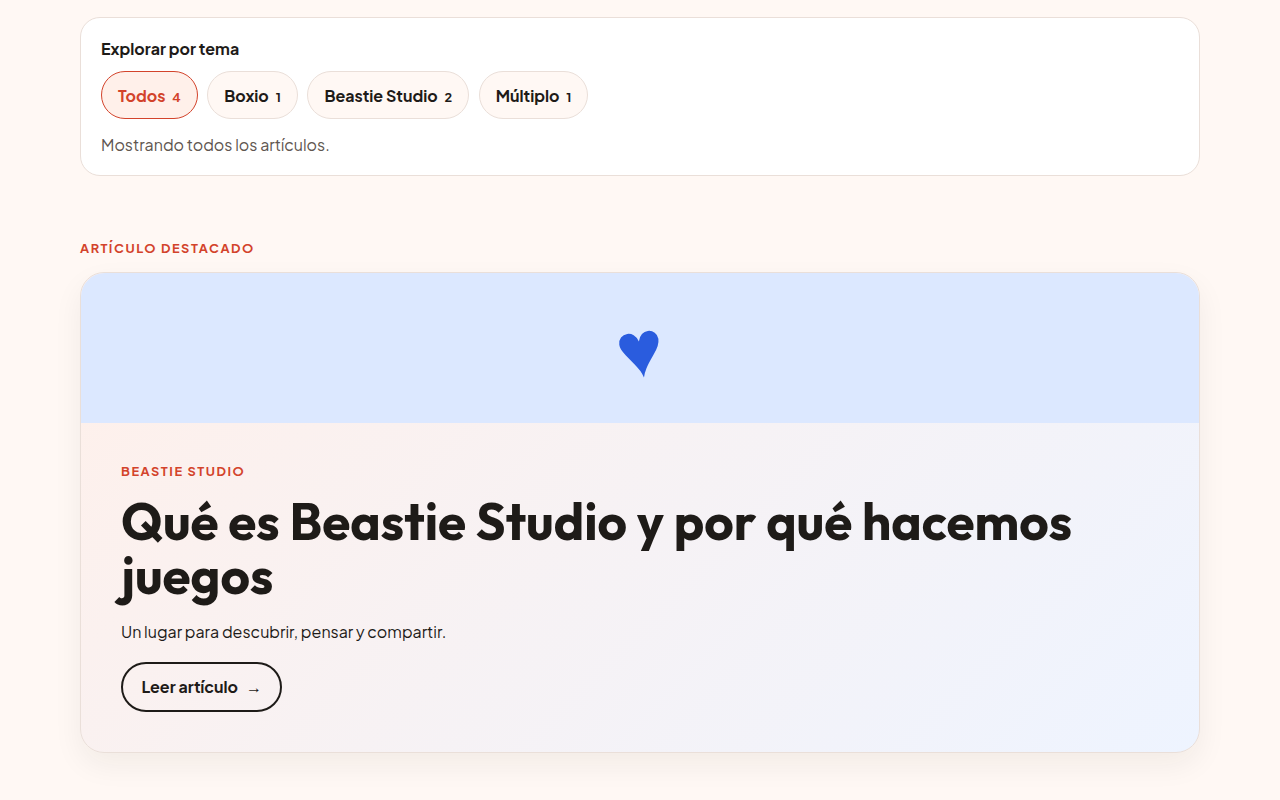 Explorar por tema
Todos 4 Boxio 1 Beastie Studio 2 Múltiplo 1
Mostrando todos los artículos.
ARTÍCULO DESTACADO
BEASTIE STUDIO
Qué es Beastie Studio y por qué hacemos
juegos
Un lugar para descubrir, pensar y compartir.
Leer artículo →